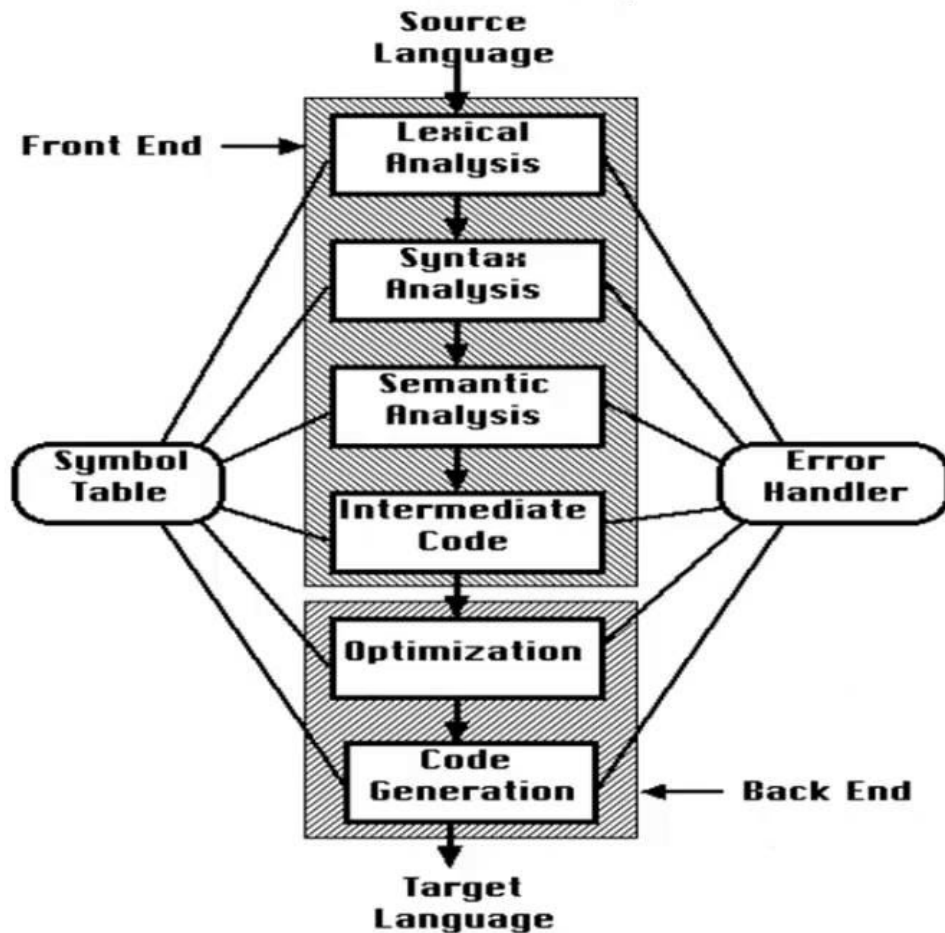 Source
Language
Front End
Lexical
Analysis
Syntax
Analysis
Semantic
Analysis
Symbol
Table
Error
Handler
Intermediate
Code
Optimization
Code
Generation
Back End
Target
Language